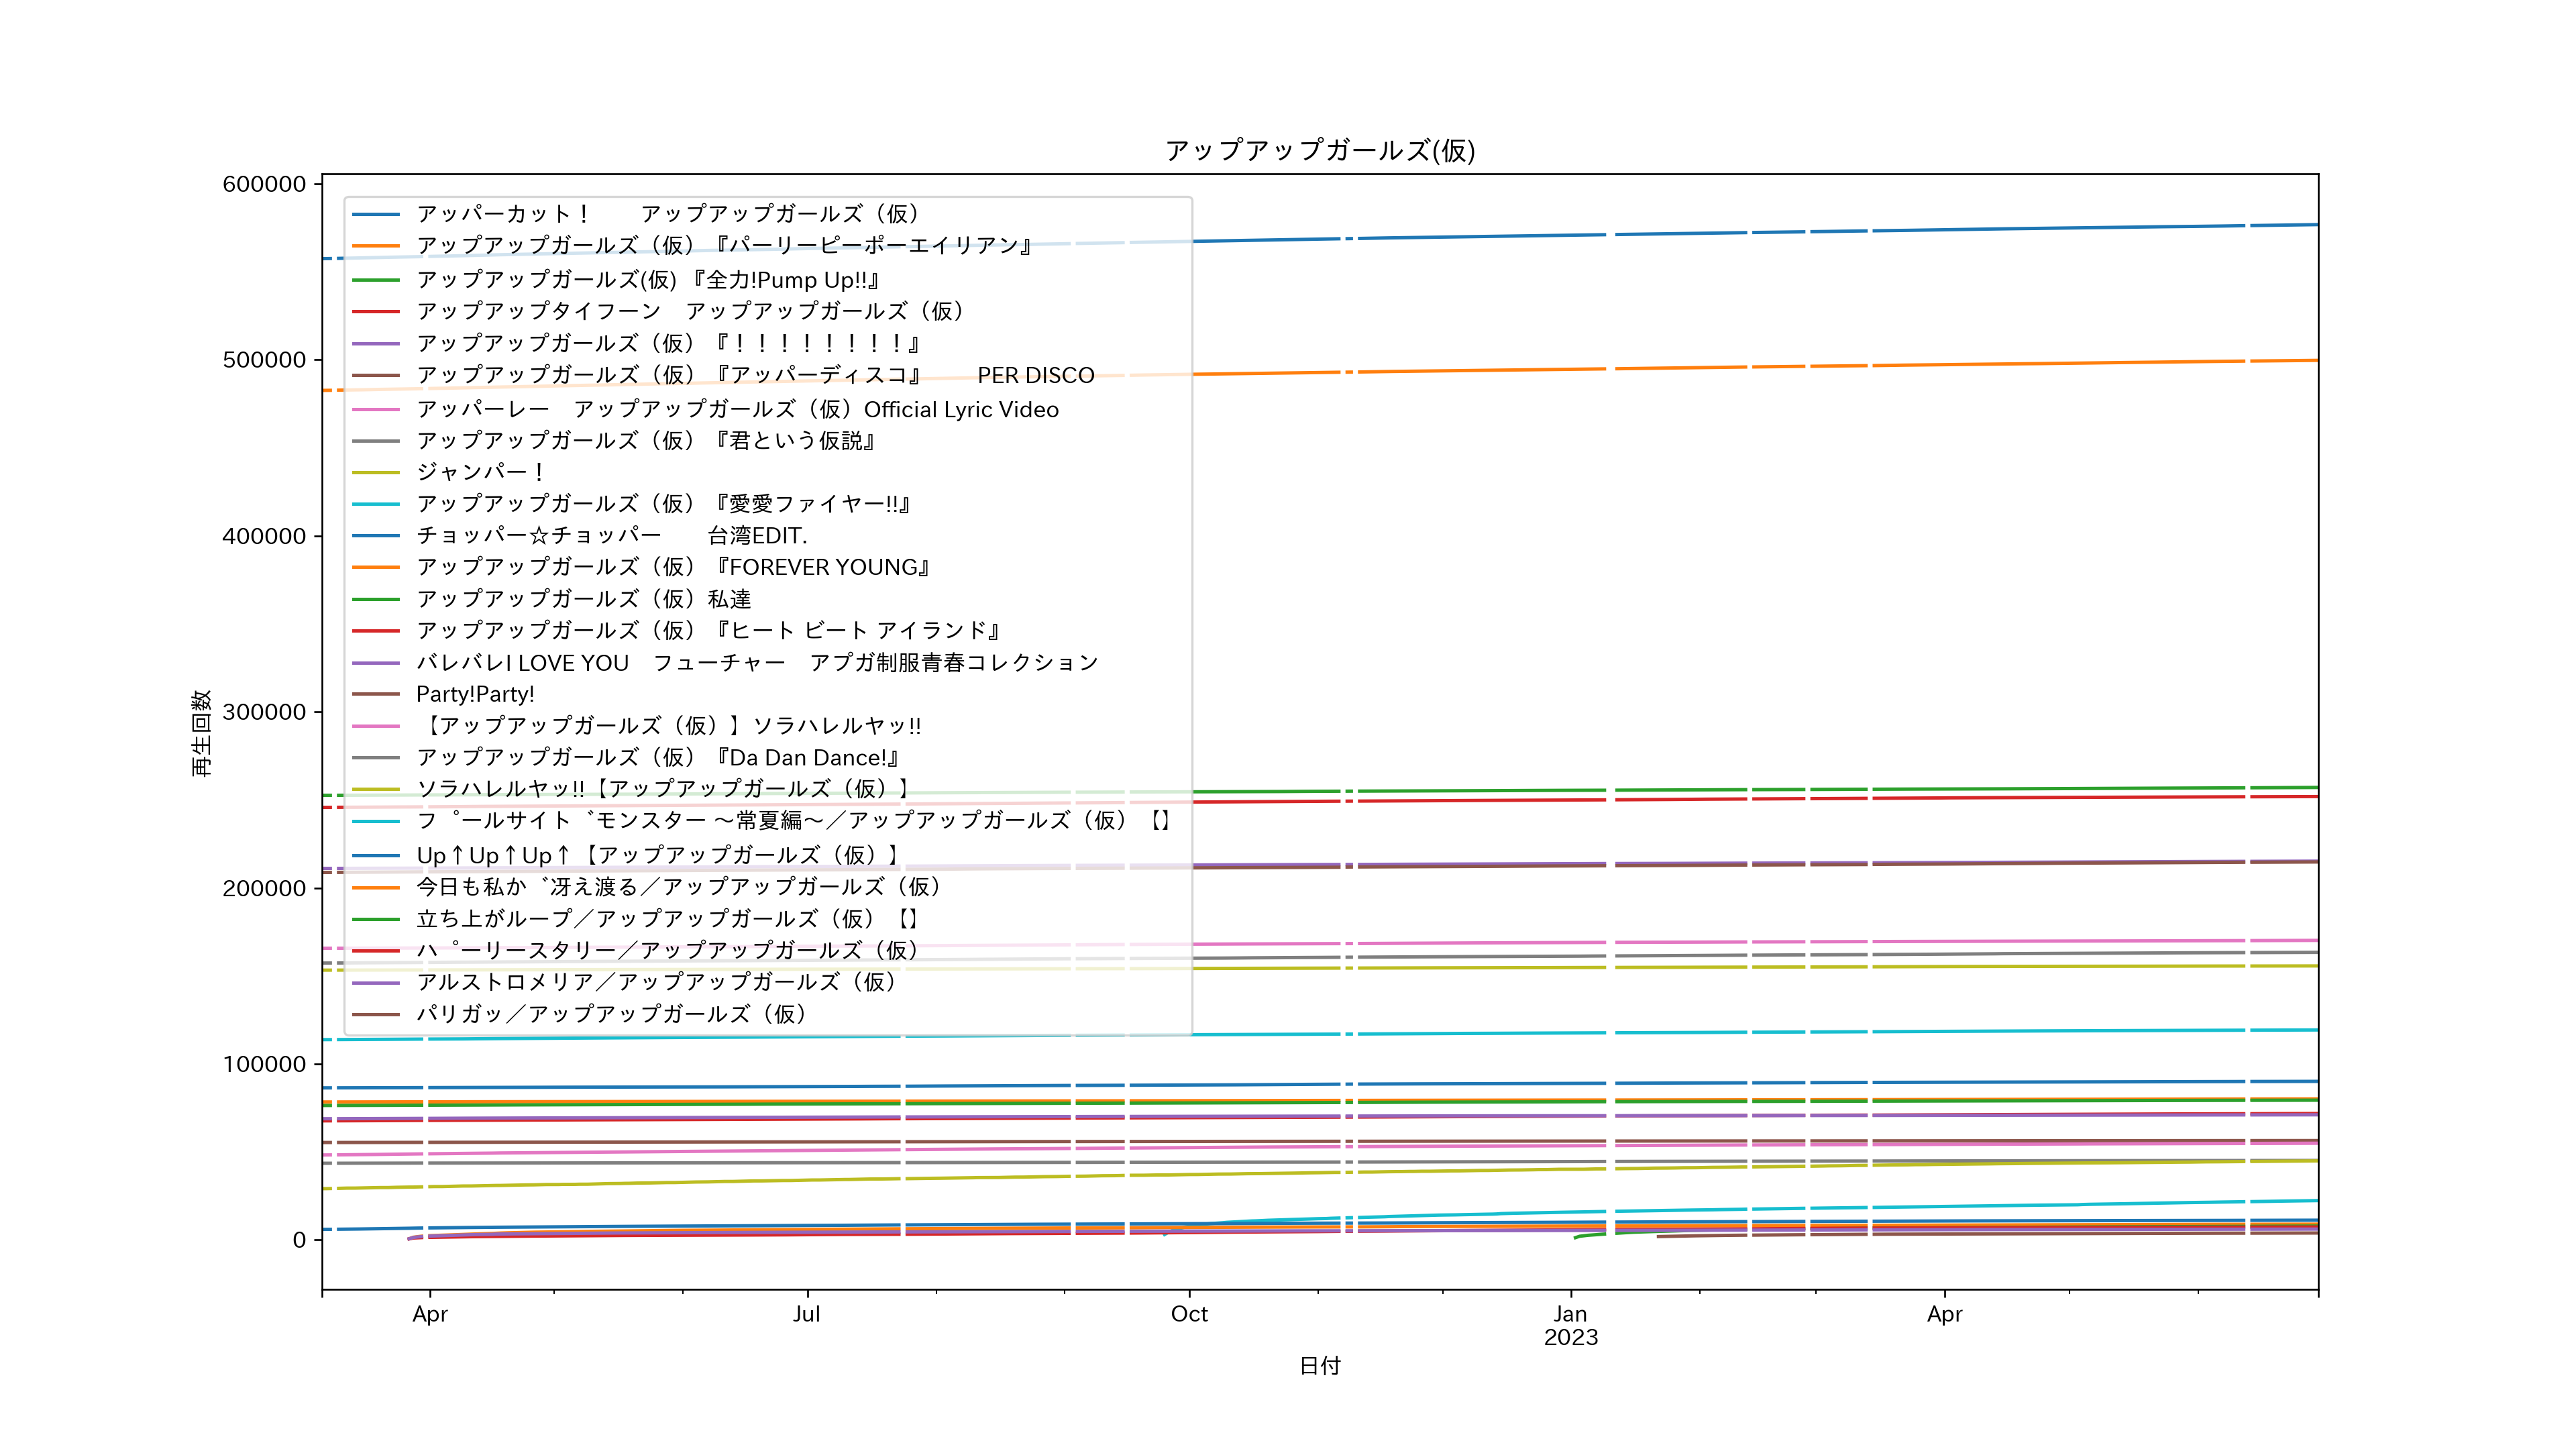 アップアップガールズ(仮)
600000
500000
400000
300000
200000
100000
0
再生回数
アッパーカット！　　アップアップガールズ（仮）
アップアップガールズ（仮）『パーリーピーポーエイリアン』
アップアップガールズ(仮) 『全力!Pump Up!!』
アップアップタイフーン　アップアップガールズ（仮）
アップアップガールズ（仮）『！！！！！！！！』
アップアップガールズ（仮）『アッパーディスコ』　　PER DISCO
アッパーレー　アップアップガールズ（仮）Official Lyric Video
アップアップガールズ（仮）『君という仮説』
ジャンパー！
アップアップガールズ（仮）『愛愛ファイヤー!!』
チョッパー☆チョッパー　　台湾EDIT.
アップアップガールズ（仮）『FOREVER YOUNG』
アップアップガールズ（仮）私達
アップアップガールズ（仮）『ヒート ビート アイランド』
バレバレI LOVE YOU　フューチャー　アプガ制服青春コレクション
Party!Party!
【アップアップガールズ（仮）】ソラハレルヤッ!!
アップアップガールズ（仮）『Da Dan Dance!』
ソラハレルヤッ!!【アップアップガールズ（仮）】
フ゜ールサイト゛モンスター ～常夏編～／アップアップガールズ（仮）【】
Up↑Up↑Up↑【アップアップガールズ（仮）】
今日も私か゛冴え渡る／アップアップガールズ（仮）
立ち上がループ／アップアップガールズ（仮）【】
ハ゜ーリースタリー／アップアップガールズ（仮）
アルストロメリア／アップアップガールズ（仮）
パリガッ／アップアップガールズ（仮）
Apr Jul Oct Jan Apr
2023
日付